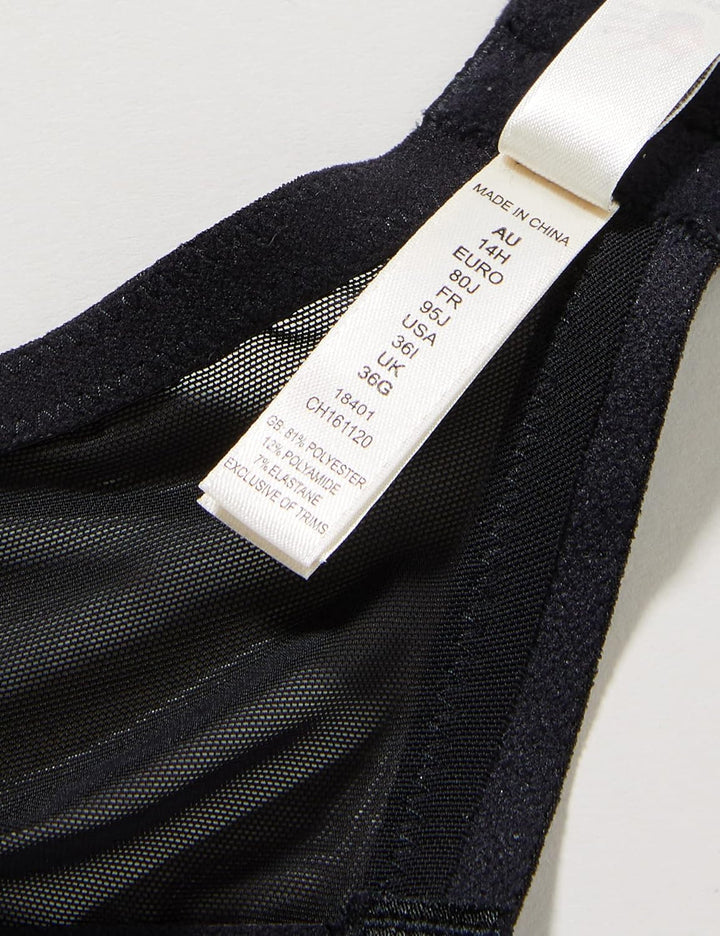 MADE IN CHINA
AU
14H
EURO
80J
FR
95J
USA
36I
UK
36G
18401
CH161120
GB: 81% POLYESTER
12% POLYAMIDE
7% ELASTANE
EXCLUSIVE OF TRIMS